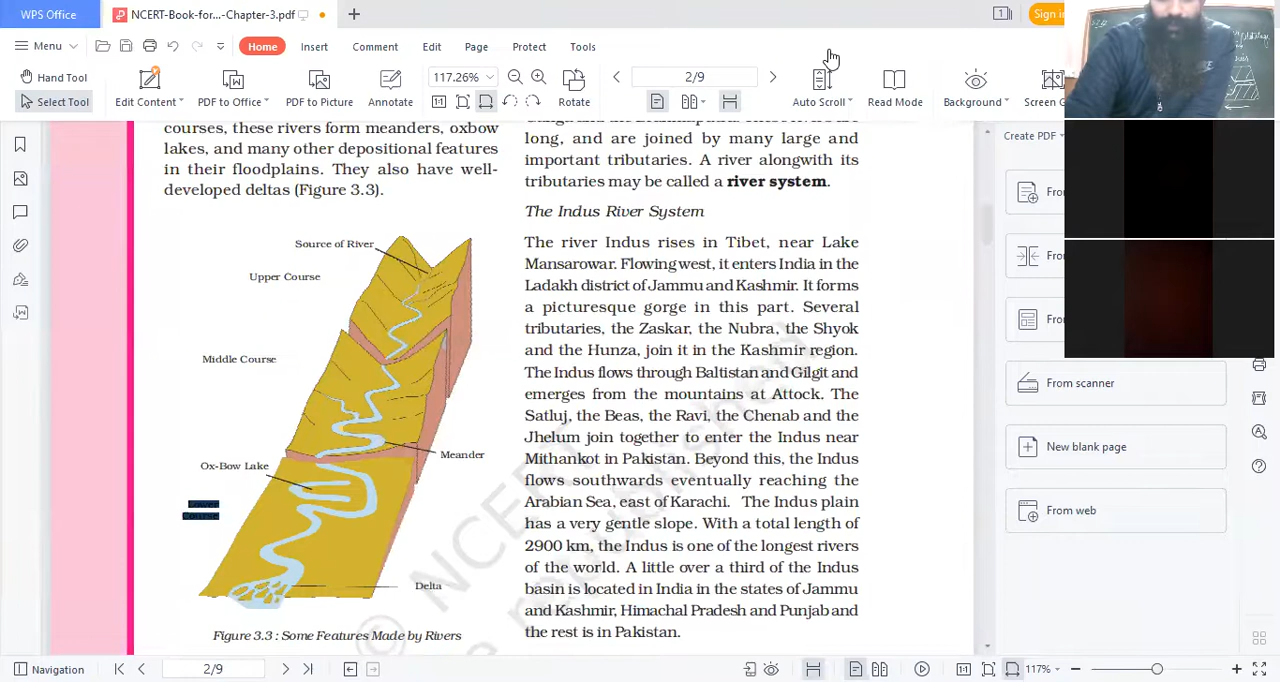 WPS Office
NCERT-Book-for...-Chapter-3.pdf
Sign in
Menu
Home
Insert
Comment
Edit
Page
Protect
Tools
Hand Tool
Select Tool
Edit Content
PDF to Office
PDF to Picture
Annotate
117.26%
Rotate
2/9
Auto Scroll
Read Mode
Background
Screen G
courses, these rivers form meanders, oxbow
lakes, and many other depositional features
in their floodplains. They also have well-
developed deltas (Figure 3.3).
Source of River
Upper Course
Middle Course
Meander
Ox-Bow Lake
Lower
Course
Delta
Figure 3.3 : Some Features Made by Rivers
long, and are joined by many large and
important tributaries. A river alongwith its
tributaries may be called a river system.
The Indus River System
The river Indus rises in Tibet, near Lake
Mansarowar. Flowing west, it enters India in the
Ladakh district of Jammu and Kashmir. It forms
a picturesque gorge in this part. Several
tributaries, the Zaskar, the Nubra, the Shyok
and the Hunza, join it in the Kashmir region.
The Indus flows through Baltistan and Gilgit and
emerges from the mountains at Attock. The
Satluj, the Beas, the Ravi, the Chenab and the
Jhelum join together to enter the Indus near
Mithankot in Pakistan. Beyond this, the Indus
flows southwards eventually reaching the
Arabian Sea, east of Karachi. The Indus plain
has a very gentle slope. With a total length of
2900 km, the Indus is one of the longest rivers
of the world. A little over a third of the Indus
basin is located in India in the states of Jammu
and Kashmir, Himachal Pradesh and Punjab and
the rest is in Pakistan.
© NCERT
republished
Create PDF
Fro
Fro
Fro
From scanner
New blank page
From web
Navigation
2/9
117%